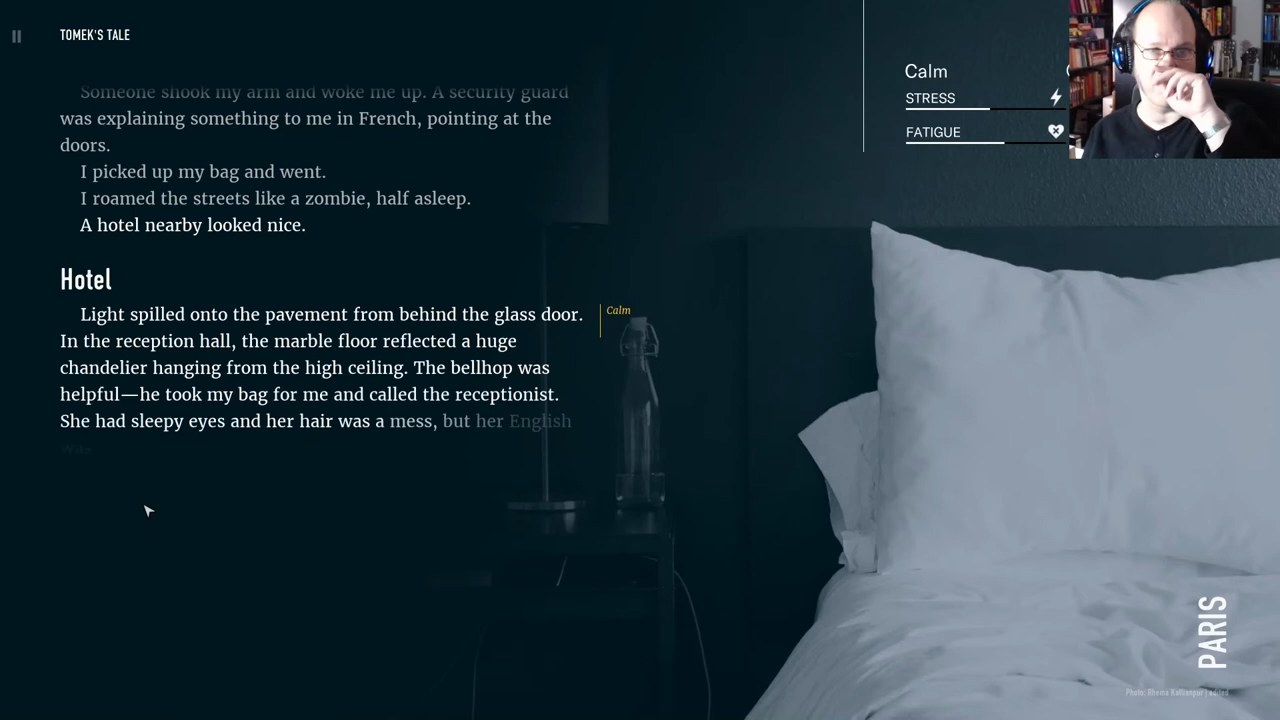 TOMEK'S TALE
Someone shook my arm and woke me up. A security guard
was explaining something to me in French, pointing at the
doors.
I picked up my bag and went.
I roamed the streets like a zombie, half asleep.
A hotel nearby looked nice.
Hotel
Light spilled onto the pavement from behind the glass door.
In the reception hall, the marble floor reflected a huge
chandelier hanging from the high ceiling. The bellhop was
helpful—he took my bag for me and called the receptionist.
She had sleepy eyes and her hair was a mess, but her English
was
Calm
Calm
STRESS
FATIGUE
PARIS
Photo: Rhema Kallianpur | edited